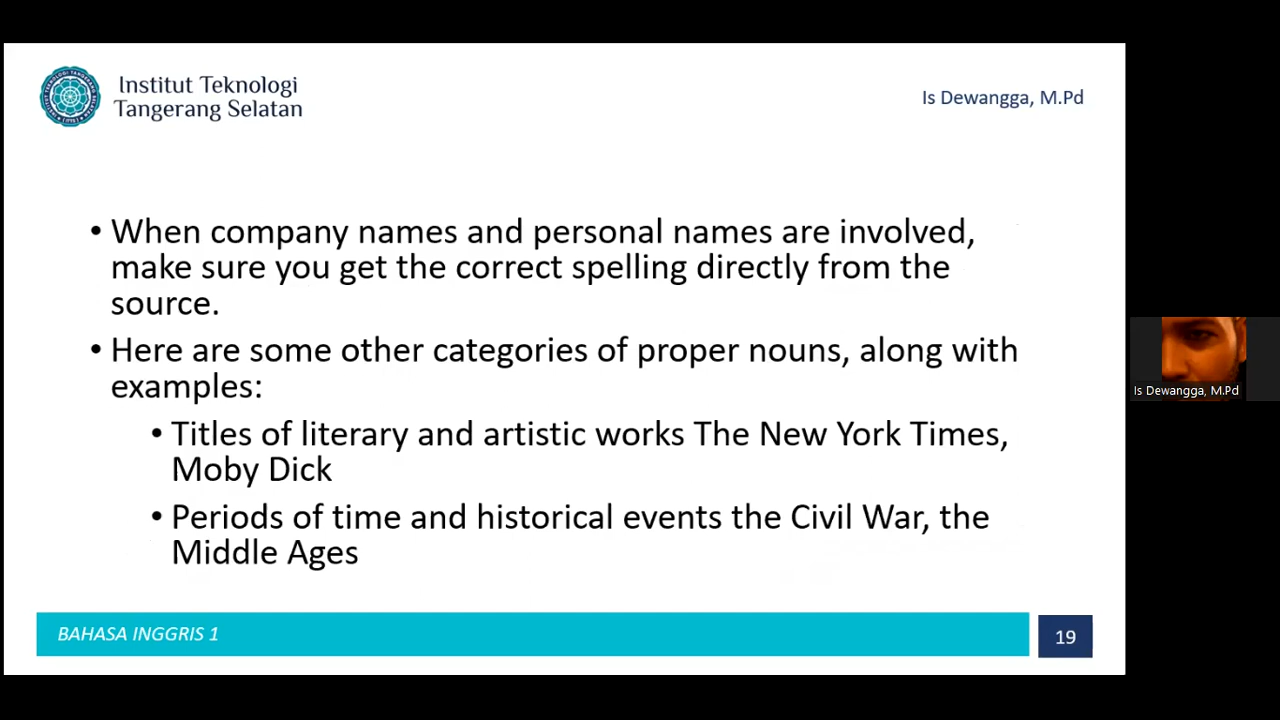 Institut Teknologi
Tangerang Selatan
Is Dewangga, M.Pd
• When company names and personal names are involved,
make sure you get the correct spelling directly from the
source.
• Here are some other categories of proper nouns, along with
examples:
• Titles of literary and artistic works The New York Times,
Moby Dick
• Periods of time and historical events the Civil War, the
Middle Ages
Is Dewangga, M.Pd
BAHASA INGGRIS 1
19